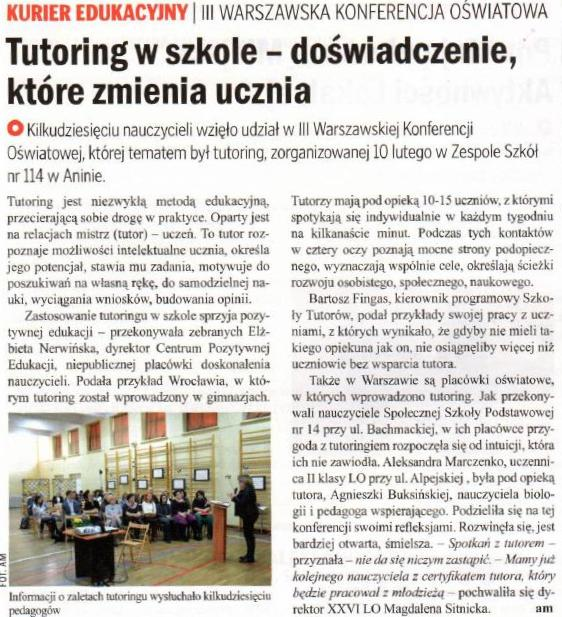 KURIER EDUKACYJNY | III WARSZAWSKA KONFERENCJA OŚWIATOWA
Tutoring w szkole – doświadczenie,
które zmienia ucznia
Kilkudziesięciu nauczycieli wzięło udział w III Warszawskiej Konferencji
Oświatowej, której tematem był tutoring, zorganizowanej 10 lutego w Zespole Szkół
nr 114 w Aninie.
Tutoring jest niezwykłą metodą edukacyjną,
przecierającą sobie drogę w praktyce. Oparty jest
na relacjach mistrz (tutor) – uczeń. To tutor roz-
poznaje możliwości intelektualne ucznia, określa
jego potencjał, stawia mu zadania, motywuje do
poszukiwań na własną rękę, do samodzielnej na-
uki, wyciągania wniosków, budowania opinii.
Zastosowanie tutoringu w szkole sprzyja pozy-
tywnej edukacji – przekonywała zebranych Elż-
bieta Nerwińska, dyrektor Centrum Pozytywnej
Edukacji, niepublicznej placówki doskonalenia
nauczycieli. Podała przykład Wrocławia, w któ-
rym tutoring został wprowadzony w gimnazjach.
FOT. AM
Informacji o zaletach tutoringu wysłuchało kilkudziesięciu
pedagogów
Tutorzy mają pod opieką 10-15 uczniów, z którymi
spotykają się indywidualnie w każdym tygodniu
na kilkanaście minut. Podczas tych kontaktów
w cztery oczy poznają mocne strony podopiecz-
nego, wyznaczają wspólnie cele, określają ścieżki
rozwoju osobistego, społecznego, naukowego.
Bartosz Fingas, kierownik programowy Szko-
ły Tutorów, podał przykłady swojej pracy z ucz-
niami, z których wynikało, że gdyby nie mieli ta-
kiego opiekuna jak on, nie osiągnęliby więcej niż
uczniowie bez wsparcia tutora.
Także w Warszawie są placówki oświatowe,
w których wprowadzono tutoring. Jak przekony-
wali nauczyciele Społecznej Szkoły Podstawowej
nr 14 przy ul. Bachmackiej, w ich placówce przy-
goda z tutoringiem rozpoczęła się od intuicji, która
ich nie zawiodła. Aleksandra Marczenko, uczenni-
ca II klasy LO przy ul. Alpejskiej , była pod opieką
tutora, Agnieszki Buksińskiej, nauczyciela biolo-
gii i pedagoga wspierającego. Podzieliła się na tej
konferencji swoimi refleksjami. Rozwinęła się, jest
bardziej otwarta, śmielsza. – Spotkań z tutorem –
przyznała – nie da się niczym zastąpić. – Mamy już
kolejnego nauczyciela z certyfikatem tutora, który
będzie pracował z młodzieżą – pochwaliła się dy-
rektor XXVI LO Magdalena Sitnicka. am